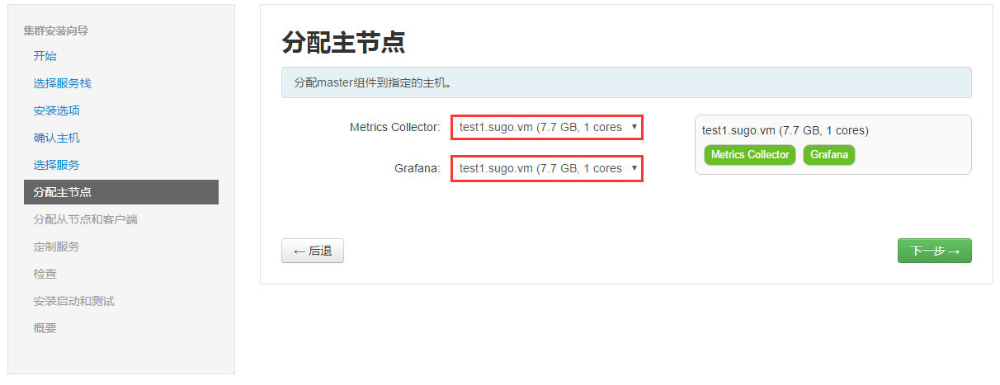 集群安装向导
开始
选择服务栈
安装选项
确认主机
选择服务
分配主节点
分配从节点和客户端
定制服务
检查
安装启动和测试
概要
分配主节点
分配master组件到指定的主机。
Metrics Collector: test1.sugo.vm (7.7 GB, 1 cores
Grafana: test1.sugo.vm (7.7 GB, 1 cores
test1.sugo.vm (7.7 GB, 1 cores)
Metrics Collector Grafana
← 后退
下一步 →